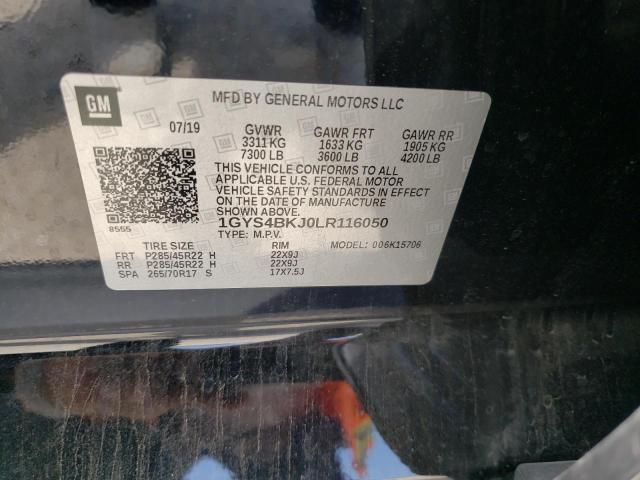 GM
MFD BY GENERAL MOTORS LLC
07/19 GVWR GAWR FRT GAWR RR
3311 KG 1633 KG 1905 KG
7300 LB 3600 LB 4200 LB
THIS VEHICLE CONFORMS TO ALL
APPLICABLE U.S. FEDERAL MOTOR
VEHICLE SAFETY STANDARDS IN EFFECT
ON THE DATE OF MANUFACTURE
SHOWN ABOVE.
8555
1GYS4BKJ0LR116050
TYPE: M.P.V. MODEL: 006K15706
TIRE SIZE RIM
FRT P285/45R22 H 22X9J
RR P285/45R22 H 22X9J
SPA 265/70R17 S 17X7.5J